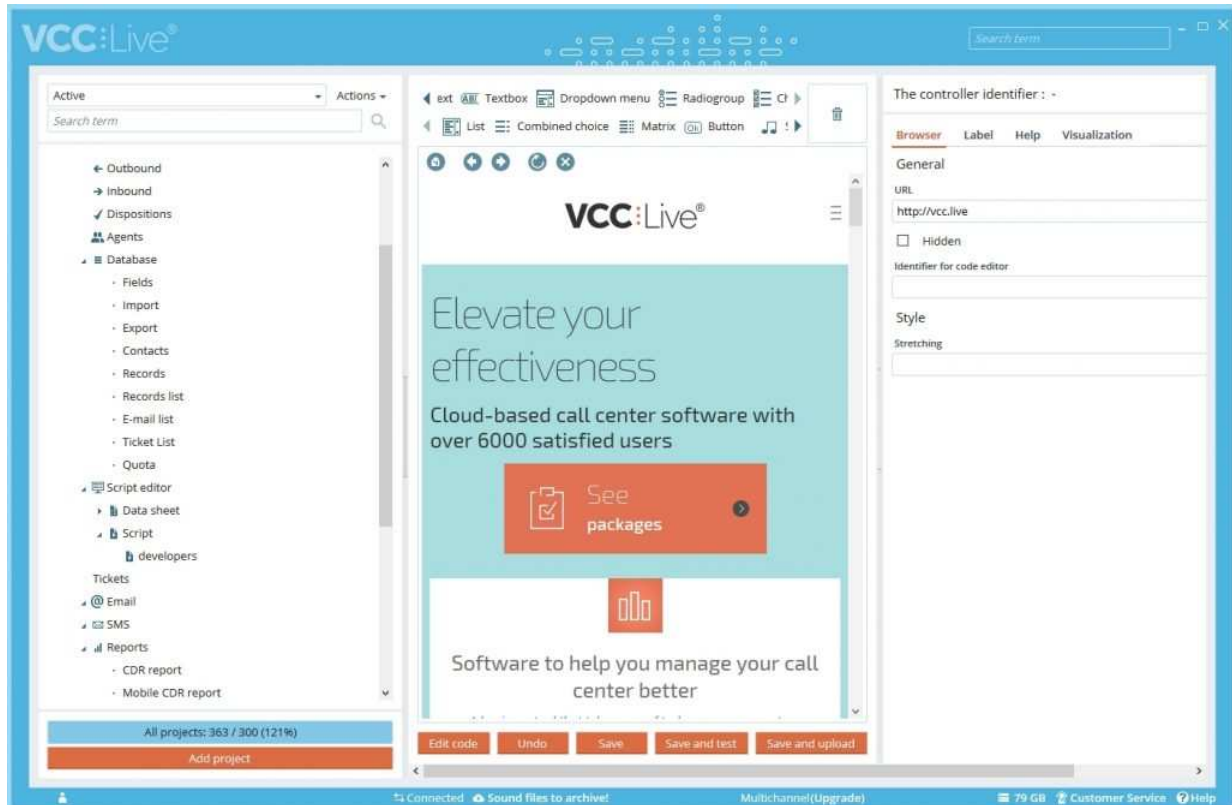 VCC:Live®
Search term
Active
Actions
Search term
Outbound
Inbound
Dispositions
Agents
Database
Fields
Import
Export
Contacts
Records
Records list
E-mail list
Ticket List
Quota
Script editor
Data sheet
Script
developers
Tickets
@ Email
SMS
Reports
CDR report
Mobile CDR report
All projects: 363 / 300 (121%)
Add project
ext Textbox Dropdown menu Radiogroup
List Combined choice Matrix Button
VCC:Live®
Elevate your
effectiveness
Cloud-based call center software with
over 6000 satisfied users
See
packages
Software to help you manage your call
center better
Edit code Undo Save Save and test Save and upload
The controller identifier : -
Browser Label Help Visualization
General
URL
http://vcc.live
Hidden
Identifier for code editor
Style
Stretching
Connected Sound files to archive! Multichannel(Upgrade) 79 GB Customer Service Help